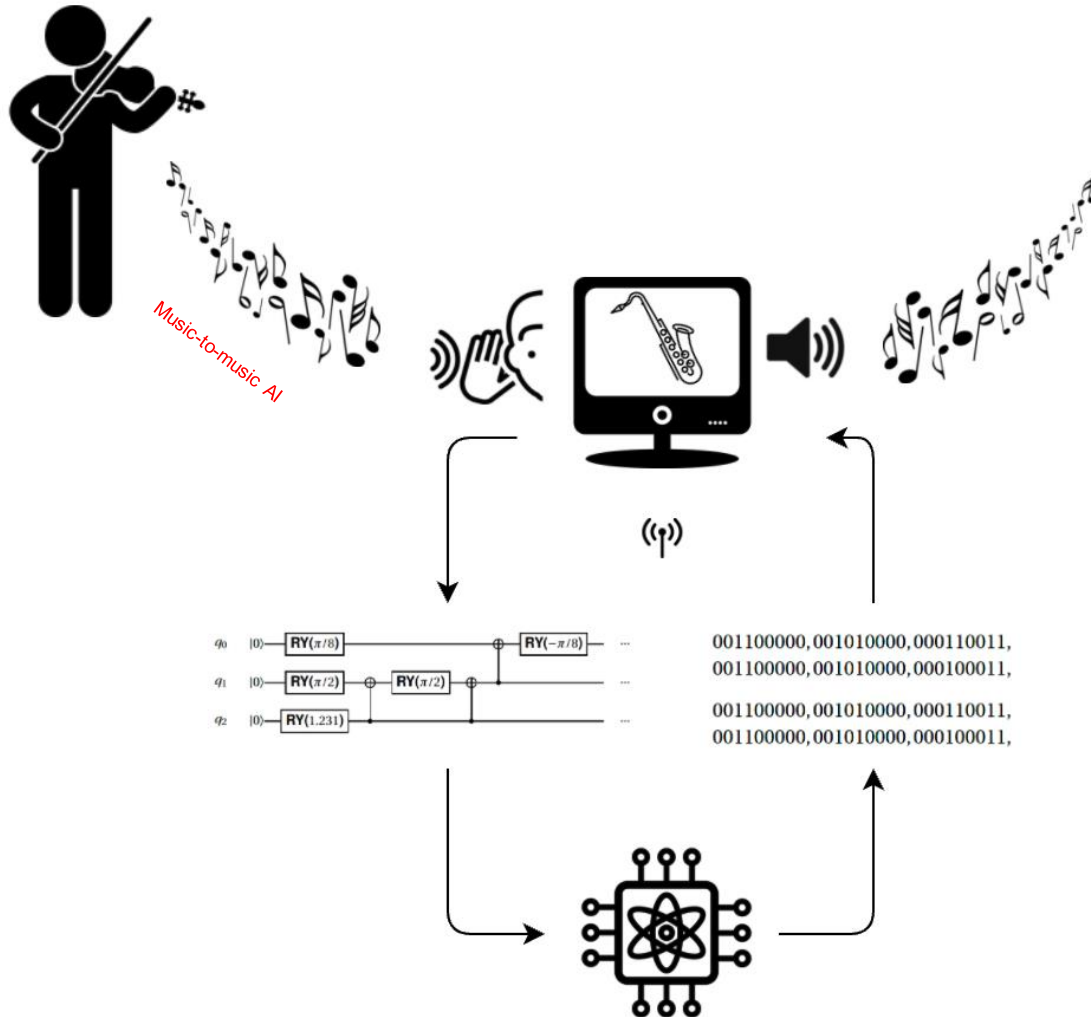 Music-to-music AI
q0 |0⟩ RY(π/8) RY(−π/8) ...
q1 |0⟩ RY(π/2) RY(π/2) ...
q2 |0⟩ RY(1.231) ...
001100000,001010000,000110011,
001100000,001010000,000100011,
001100000,001010000,000110011,
001100000,001010000,000100011,